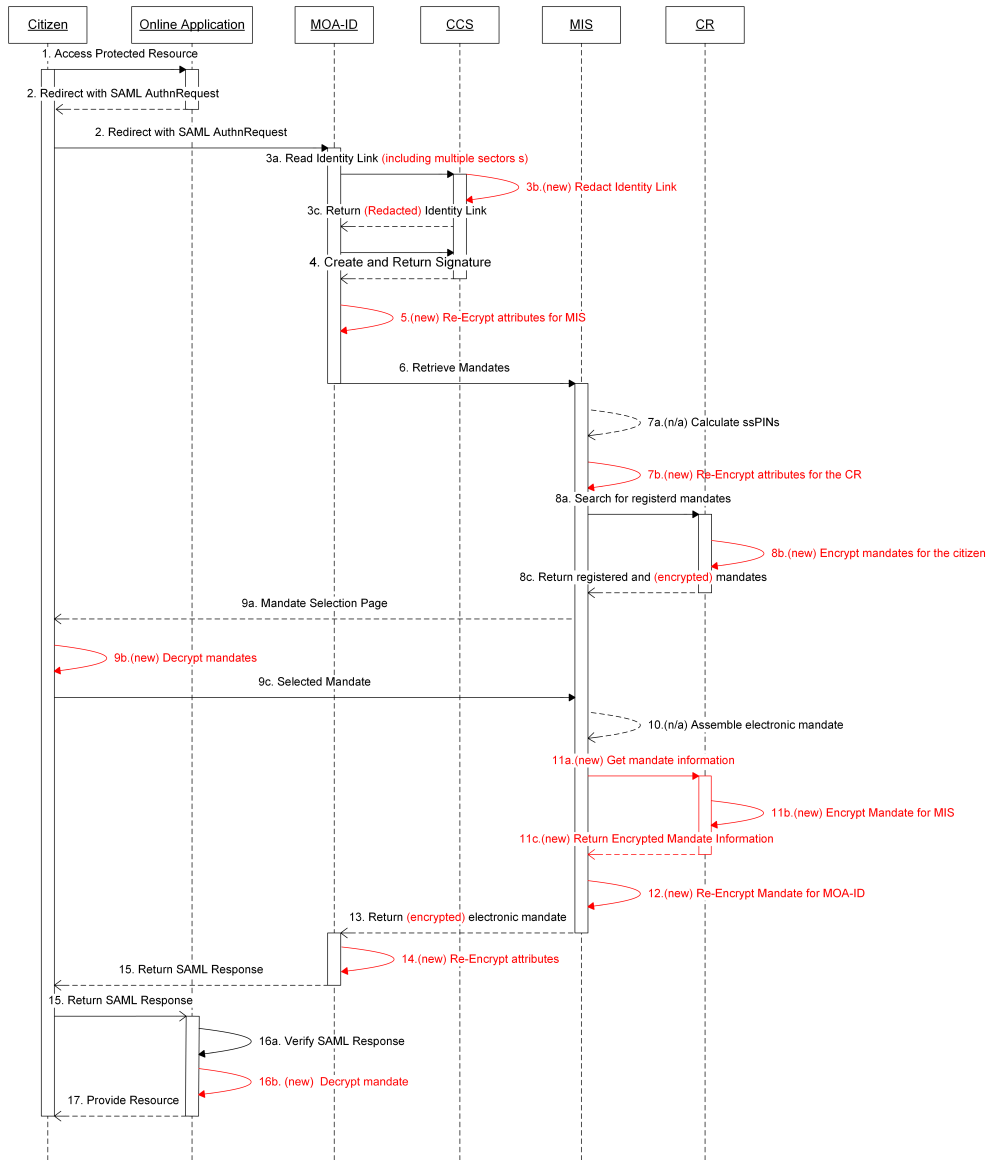 Citizen
Online Application
MOA-ID
CCS
MIS
CR
1. Access Protected Resource
2. Redirect with SAML AuthnRequest
2. Redirect with SAML AuthnRequest
3a. Read Identity Link (including multiple sectors s)
3b.(new) Redact Identity Link
3c. Return (Redacted) Identity Link
4. Create and Return Signature
5.(new) Re-Ecrypt attributes for MIS
6. Retrieve Mandates
7a.(n/a) Calculate ssPINs
7b.(new) Re-Encrypt attributes for the CR
8a. Search for registerd mandates
8b.(new) Encrypt mandates for the citizen
8c. Return registered and (encrypted) mandates
9a. Mandate Selection Page
9b.(new) Decrypt mandates
9c. Selected Mandate
10.(n/a) Assemble electronic mandate
11a.(new) Get mandate information
11b.(new) Encrypt Mandate for MIS
11c.(new) Return Encrypted Mandate Information
12.(new) Re-Encrypt Mandate for MOA-ID
13. Return (encrypted) electronic mandate
14.(new) Re-Encrypt attributes
15. Return SAML Response
15. Return SAML Response
16a. Verify SAML Response
16b. (new) Decrypt mandate
17. Provide Resource